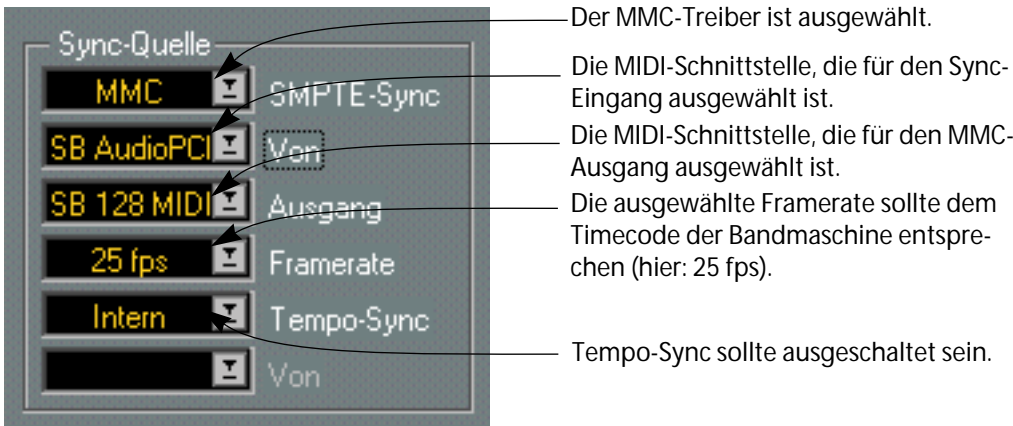 Sync-Quelle
MMC
SMPTE-Sync
SB AudioPCI
Von
SB 128 MIDI
Ausgang
25 fps
Framerate
Intern
Tempo-Sync
Von
Der MMC-Treiber ist ausgewählt.
Die MIDI-Schnittstelle, die für den Sync-
Eingang ausgewählt ist.
Die MIDI-Schnittstelle, die für den MMC-
Ausgang ausgewählt ist.
Die ausgewählte Framerate sollte dem
Timecode der Bandmaschine entspre-
chen (hier: 25 fps).
Tempo-Sync sollte ausgeschaltet sein.